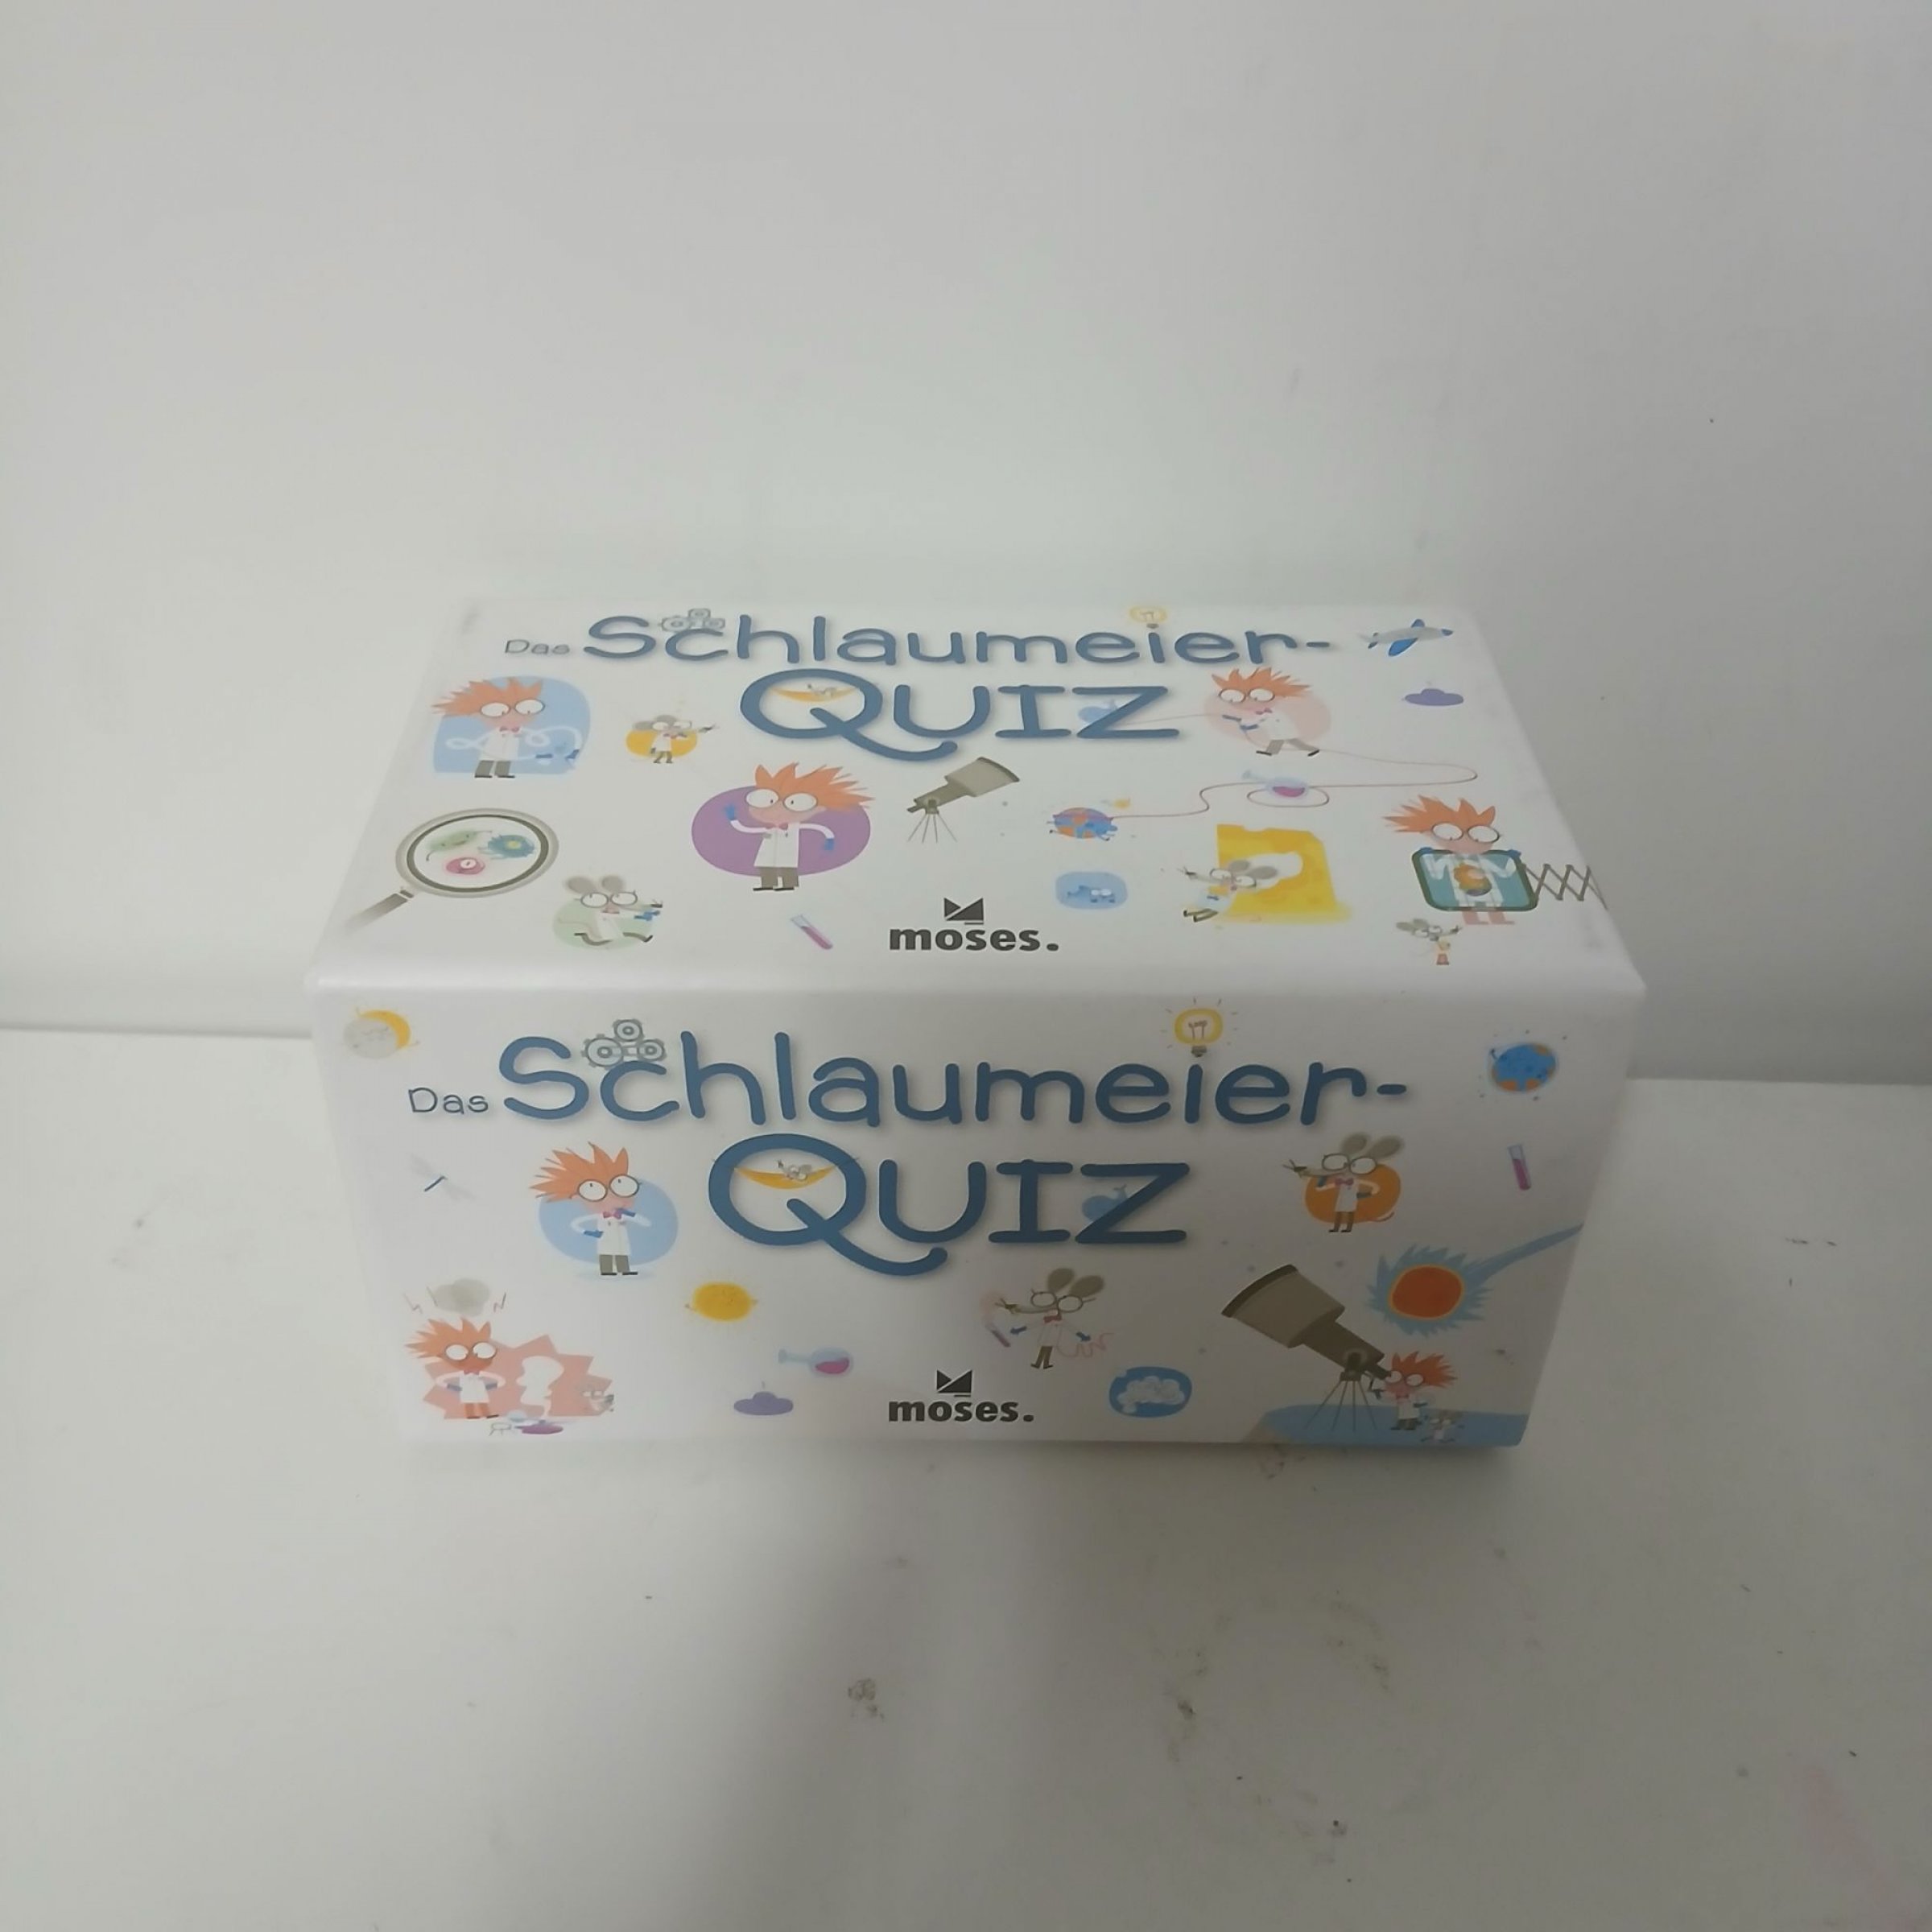 Das Schlaumeier-
QUIZ
moses.
Das Schlaumeier-
QUIZ
moses.